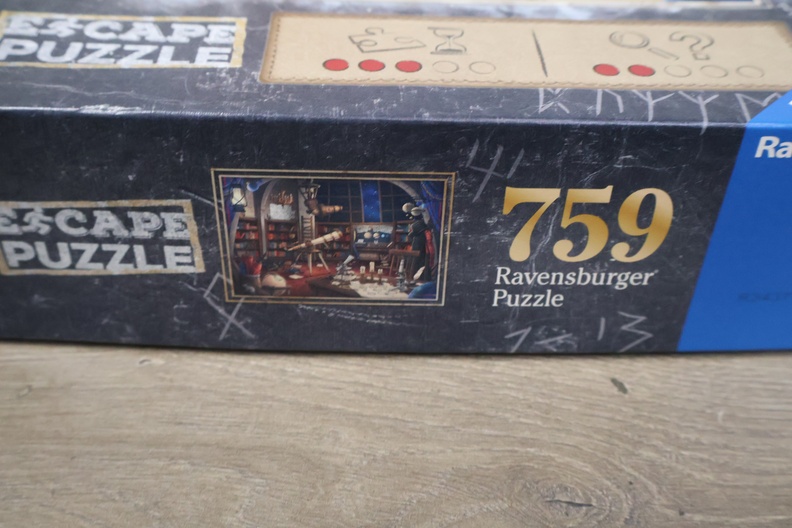 ESCAPE
PUZZLE
ESCAPE
PUZZLE
759
Ravensburger
Puzzle
Ra